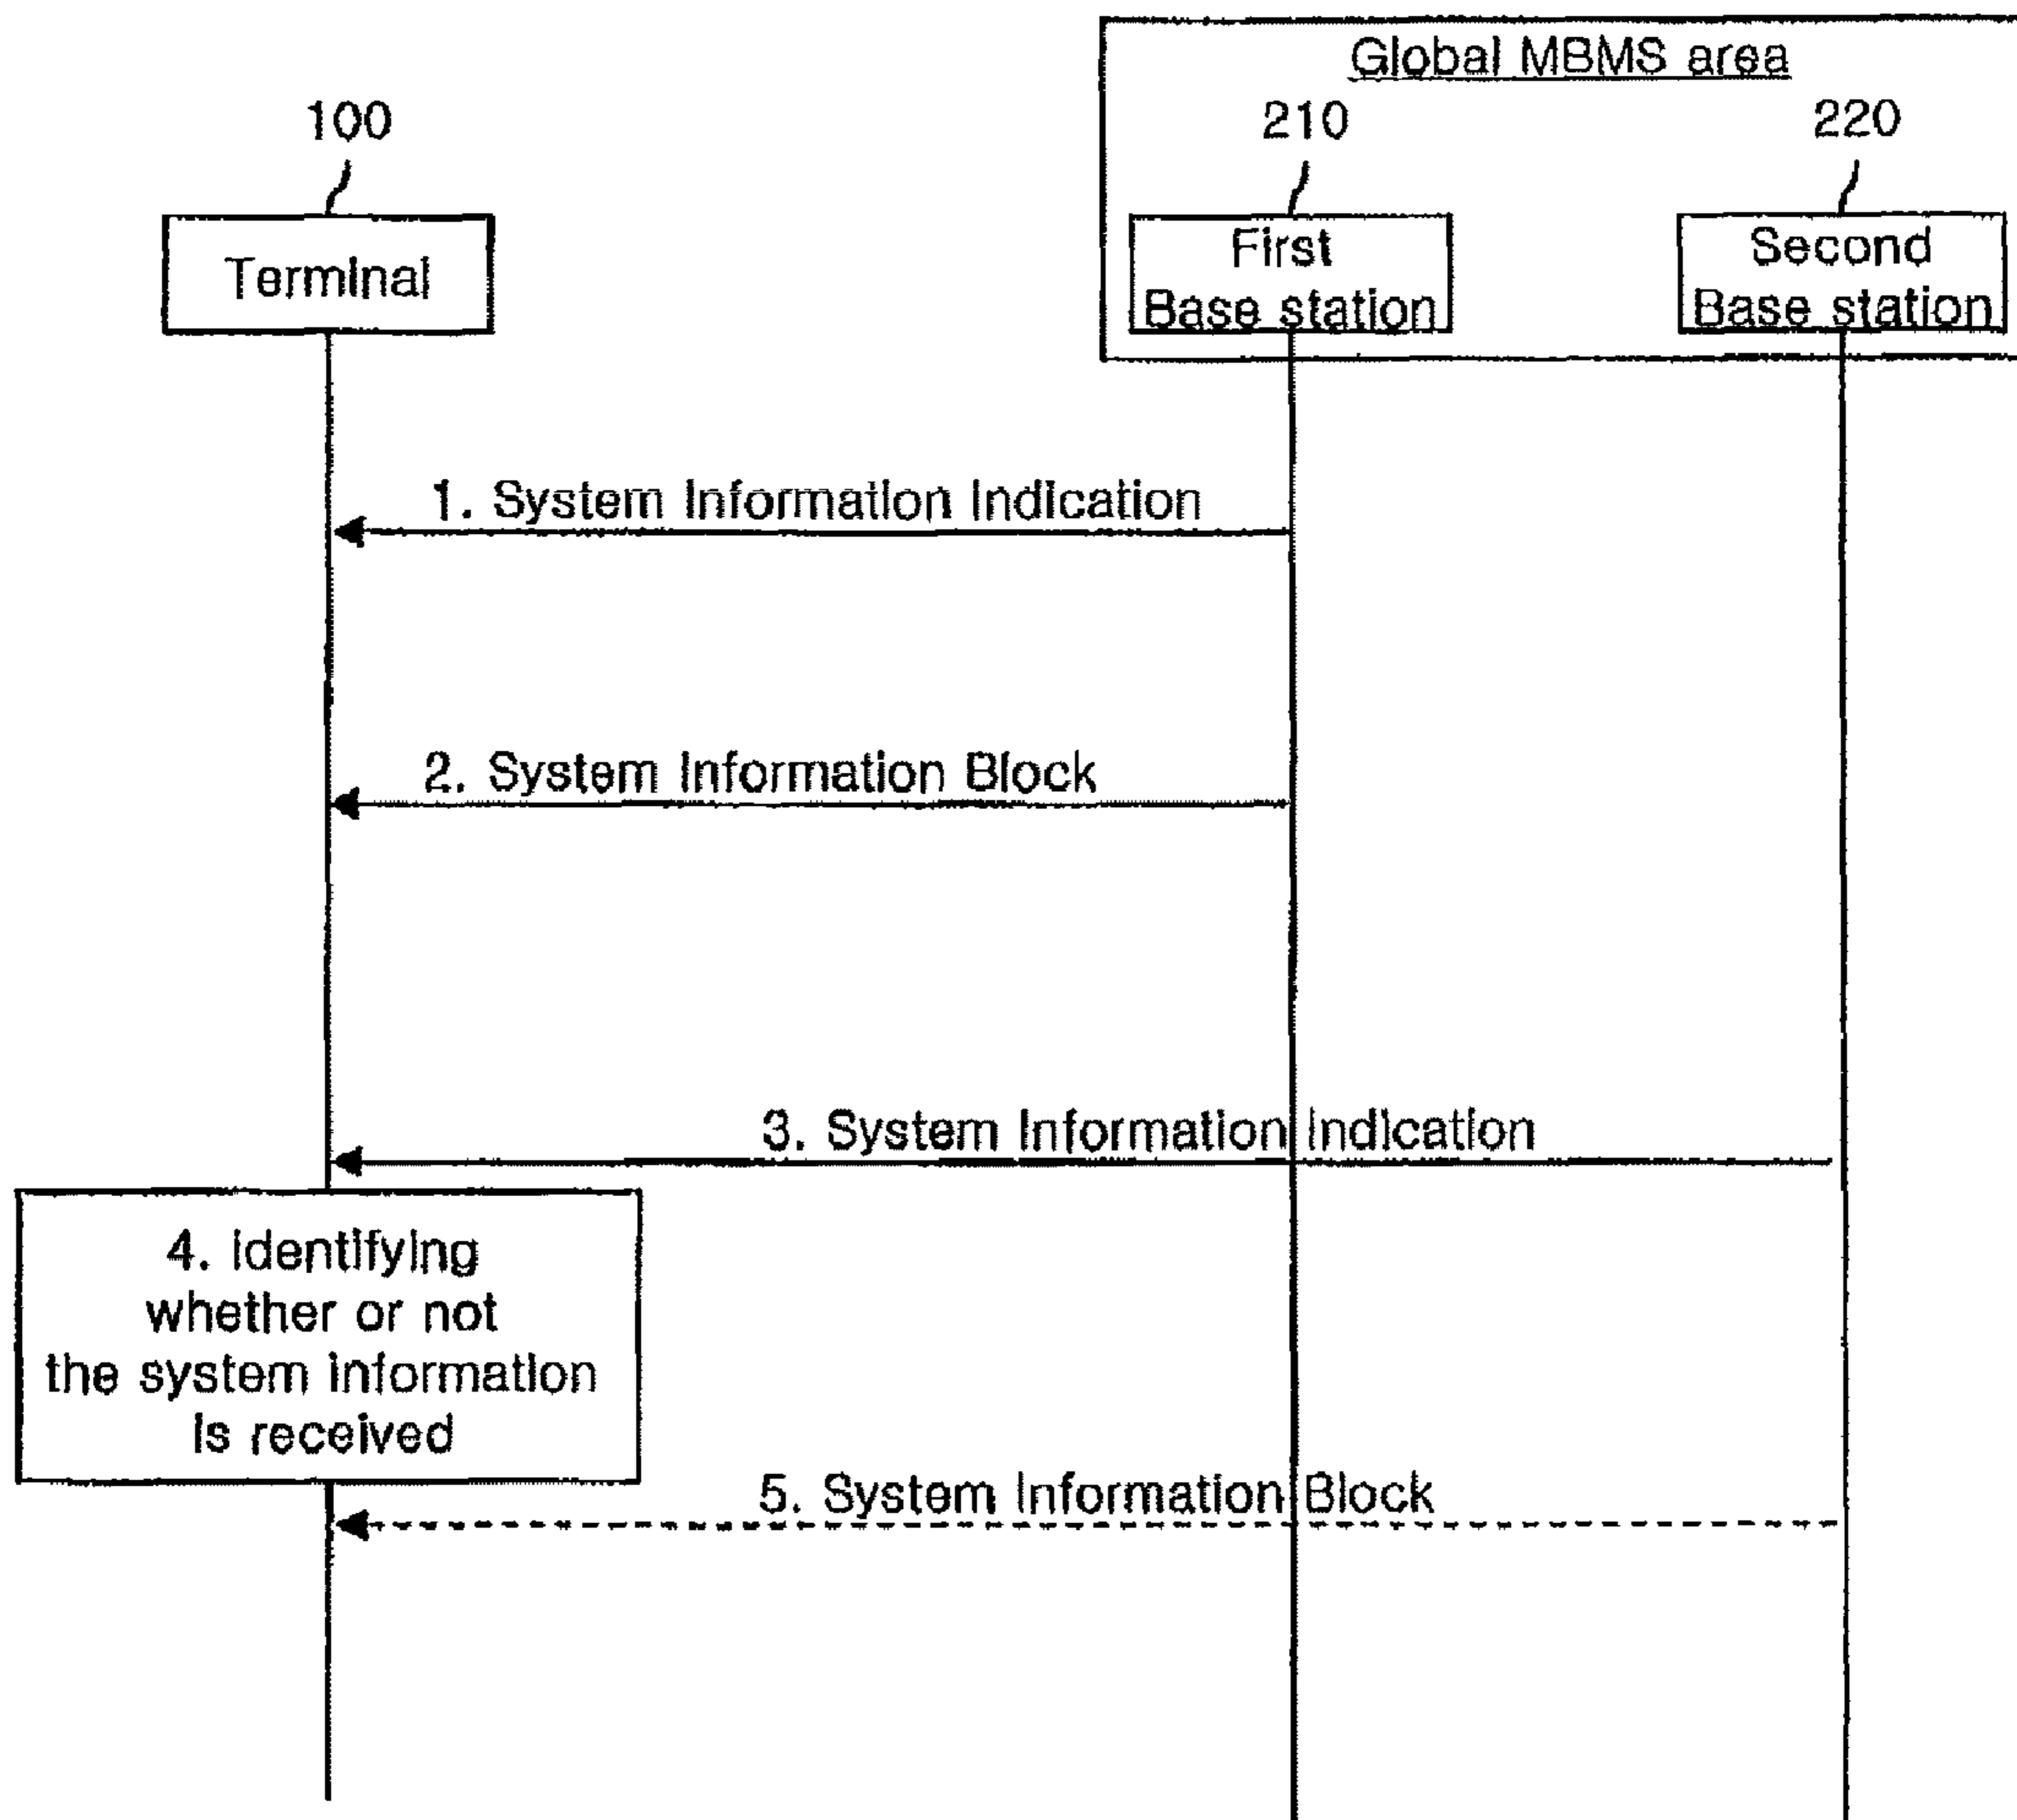 Global MBMS area
100
210
220
Terminal
First
Base station
Second
Base station
1. System Information Indication
2. System Information Block
3. System Information Indication
4. Identifying
whether or not
the system information
is received
5. System Information Block